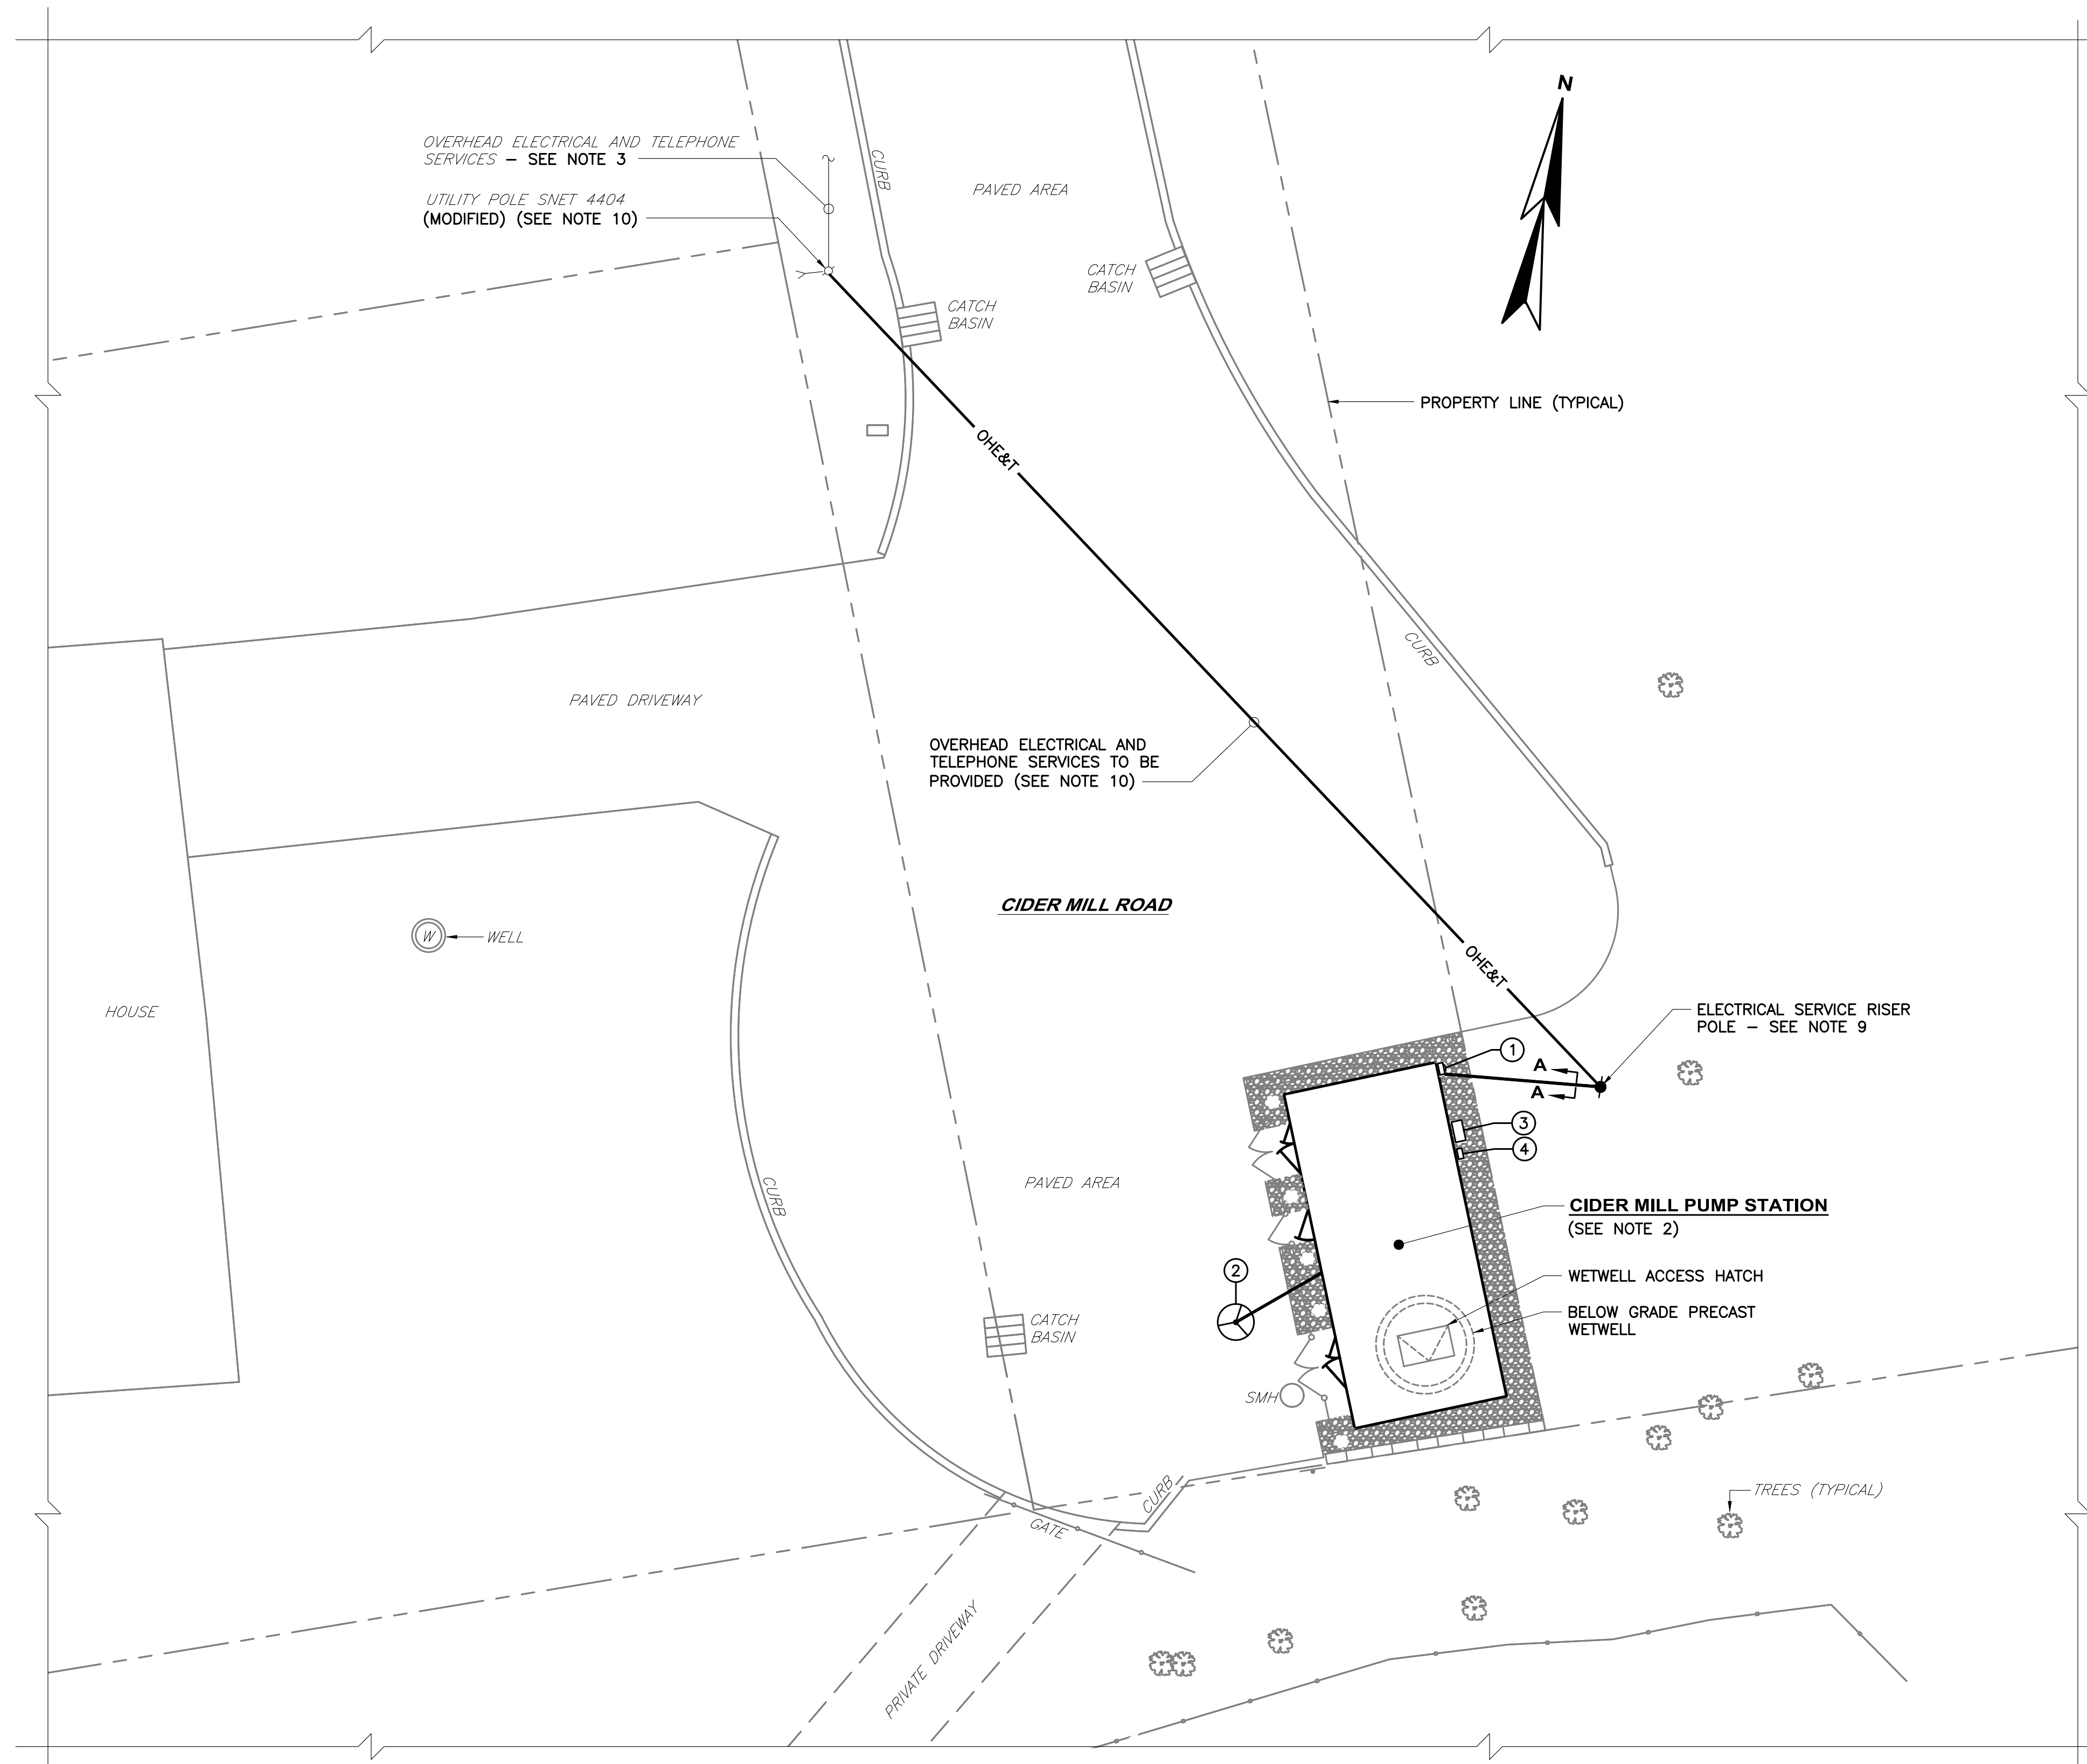 N
OVERHEAD ELECTRICAL AND TELEPHONE
SERVICES – SEE NOTE 3
UTILITY POLE SNET 4404
(MODIFIED) (SEE NOTE 10)
CURB
PAVED AREA
CATCH
BASIN
CATCH
BASIN
PROPERTY LINE (TYPICAL)
OHE&T
CURB
PAVED DRIVEWAY
OVERHEAD ELECTRICAL AND
TELEPHONE SERVICES TO BE
PROVIDED (SEE NOTE 10)
CIDER MILL ROAD
W
WELL
OHE&T
HOUSE
ELECTRICAL SERVICE RISER
POLE – SEE NOTE 9
1
A
A
3
4
CURB
PAVED AREA
CIDER MILL PUMP STATION
(SEE NOTE 2)
2
WETWELL ACCESS HATCH
BELOW GRADE PRECAST
WETWELL
CATCH
BASIN
SMH
CURB
TREES (TYPICAL)
GATE
PRIVATE DRIVEWAY